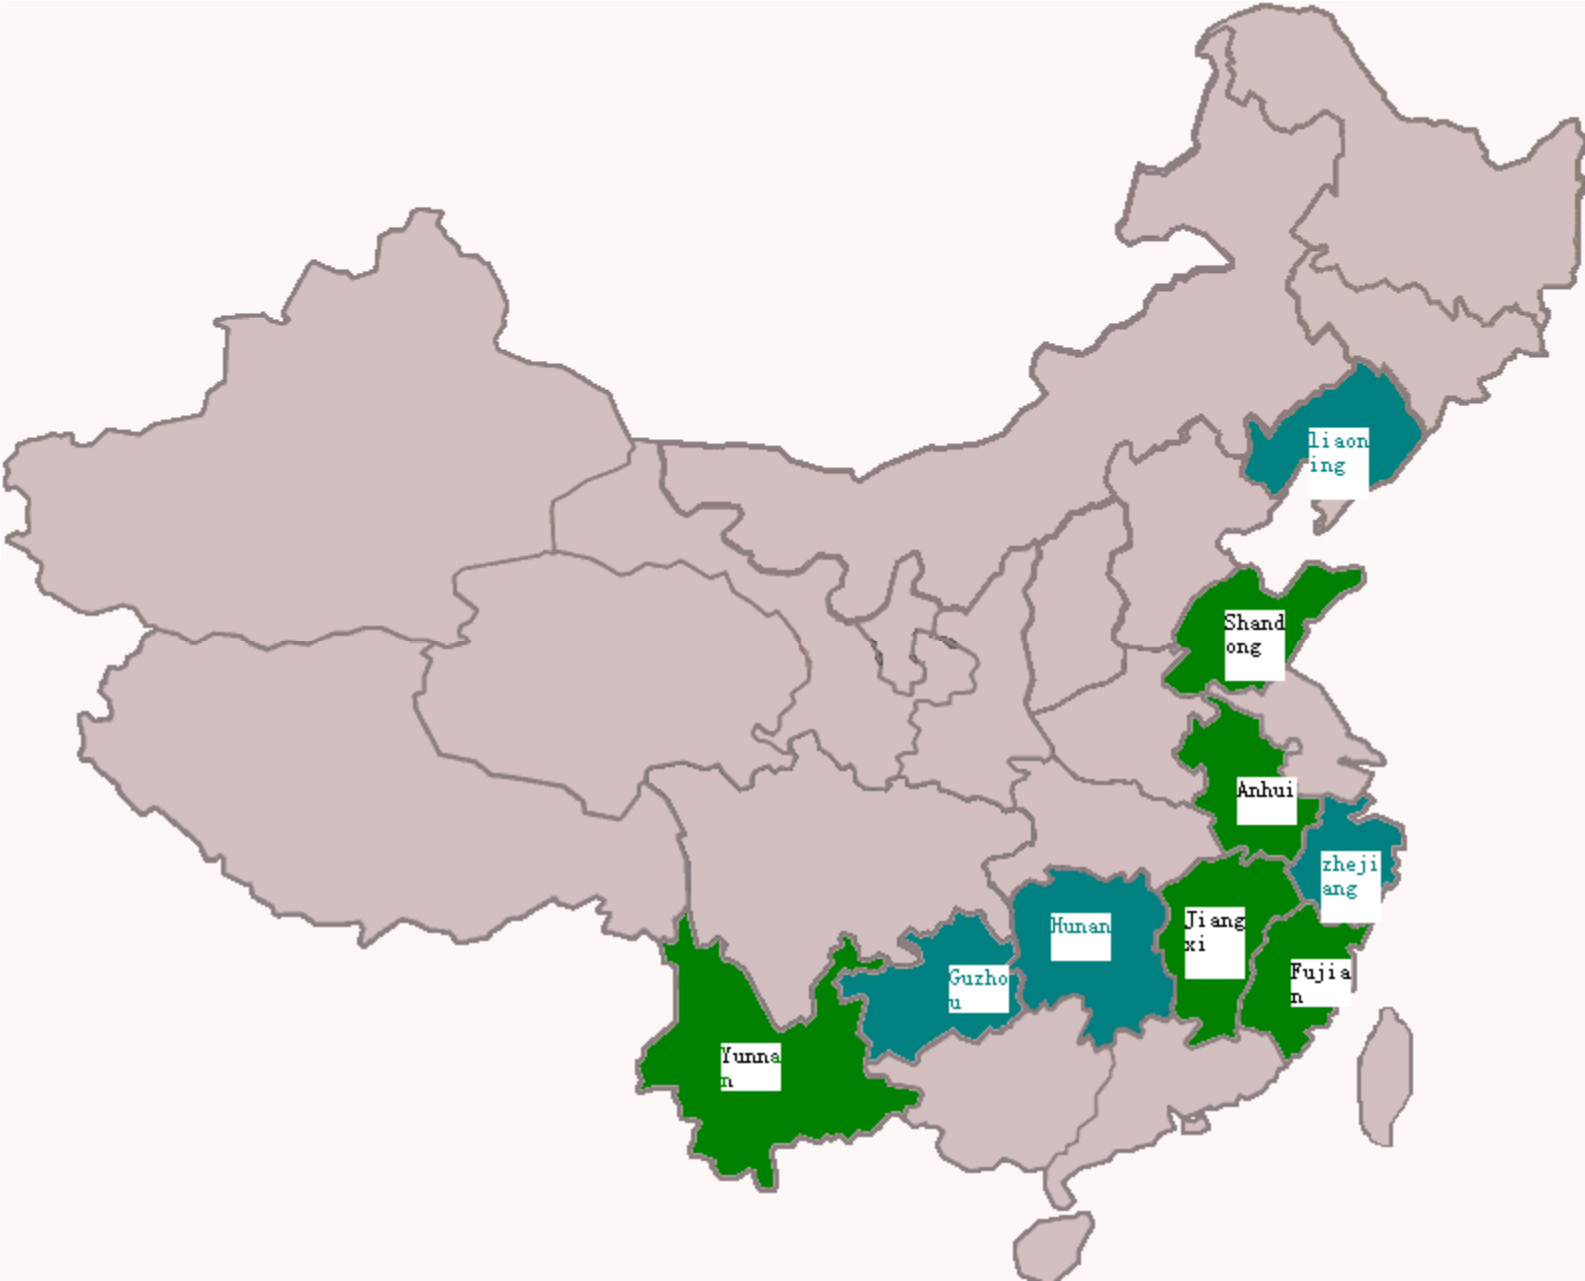 liaon
ing
Shand
ong
Anhui
zheji
ang
Jiang
xi
Hunan
Fujia
n
Guzho
u
Yunna
n